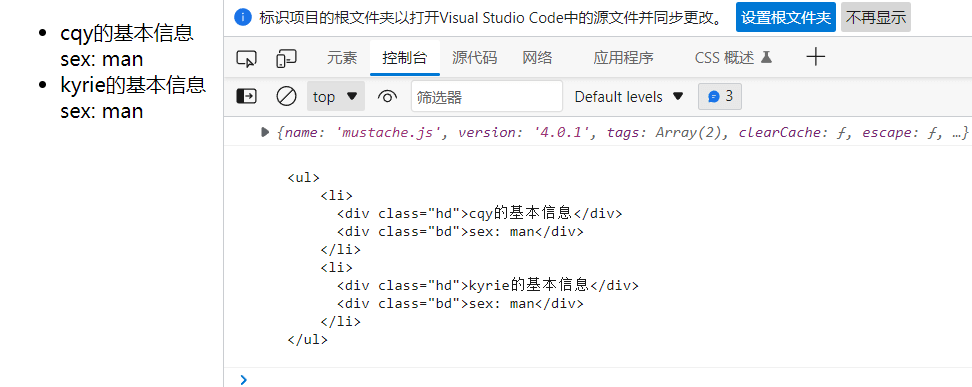 cqy的基本信息
sex: man
kyrie的基本信息
sex: man
标识项目的根文件夹以打开Visual Studio Code中的源文件并同步更改。 设置根文件夹 不再显示
元素 控制台 源代码 网络 应用程序 CSS 概述
top 筛选器 Default levels 3
{name: 'mustache.js', version: '4.0.1', tags: Array(2), clearCache: ƒ, escape: ƒ, …}
<ul>
<li>
<div class="hd">cqy的基本信息</div>
<div class="bd">sex: man</div>
</li>
<li>
<div class="hd">kyrie的基本信息</div>
<div class="bd">sex: man</div>
</li>
</ul>